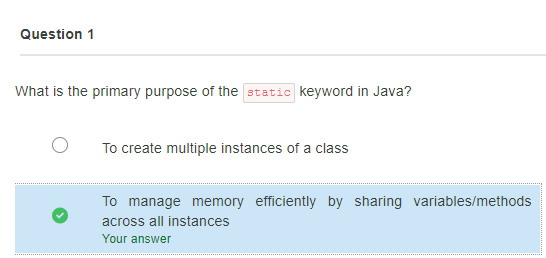 Question 1
What is the primary purpose of the static keyword in Java?
To create multiple instances of a class
To manage memory efficiently by sharing variables/methods
across all instances
Your answer